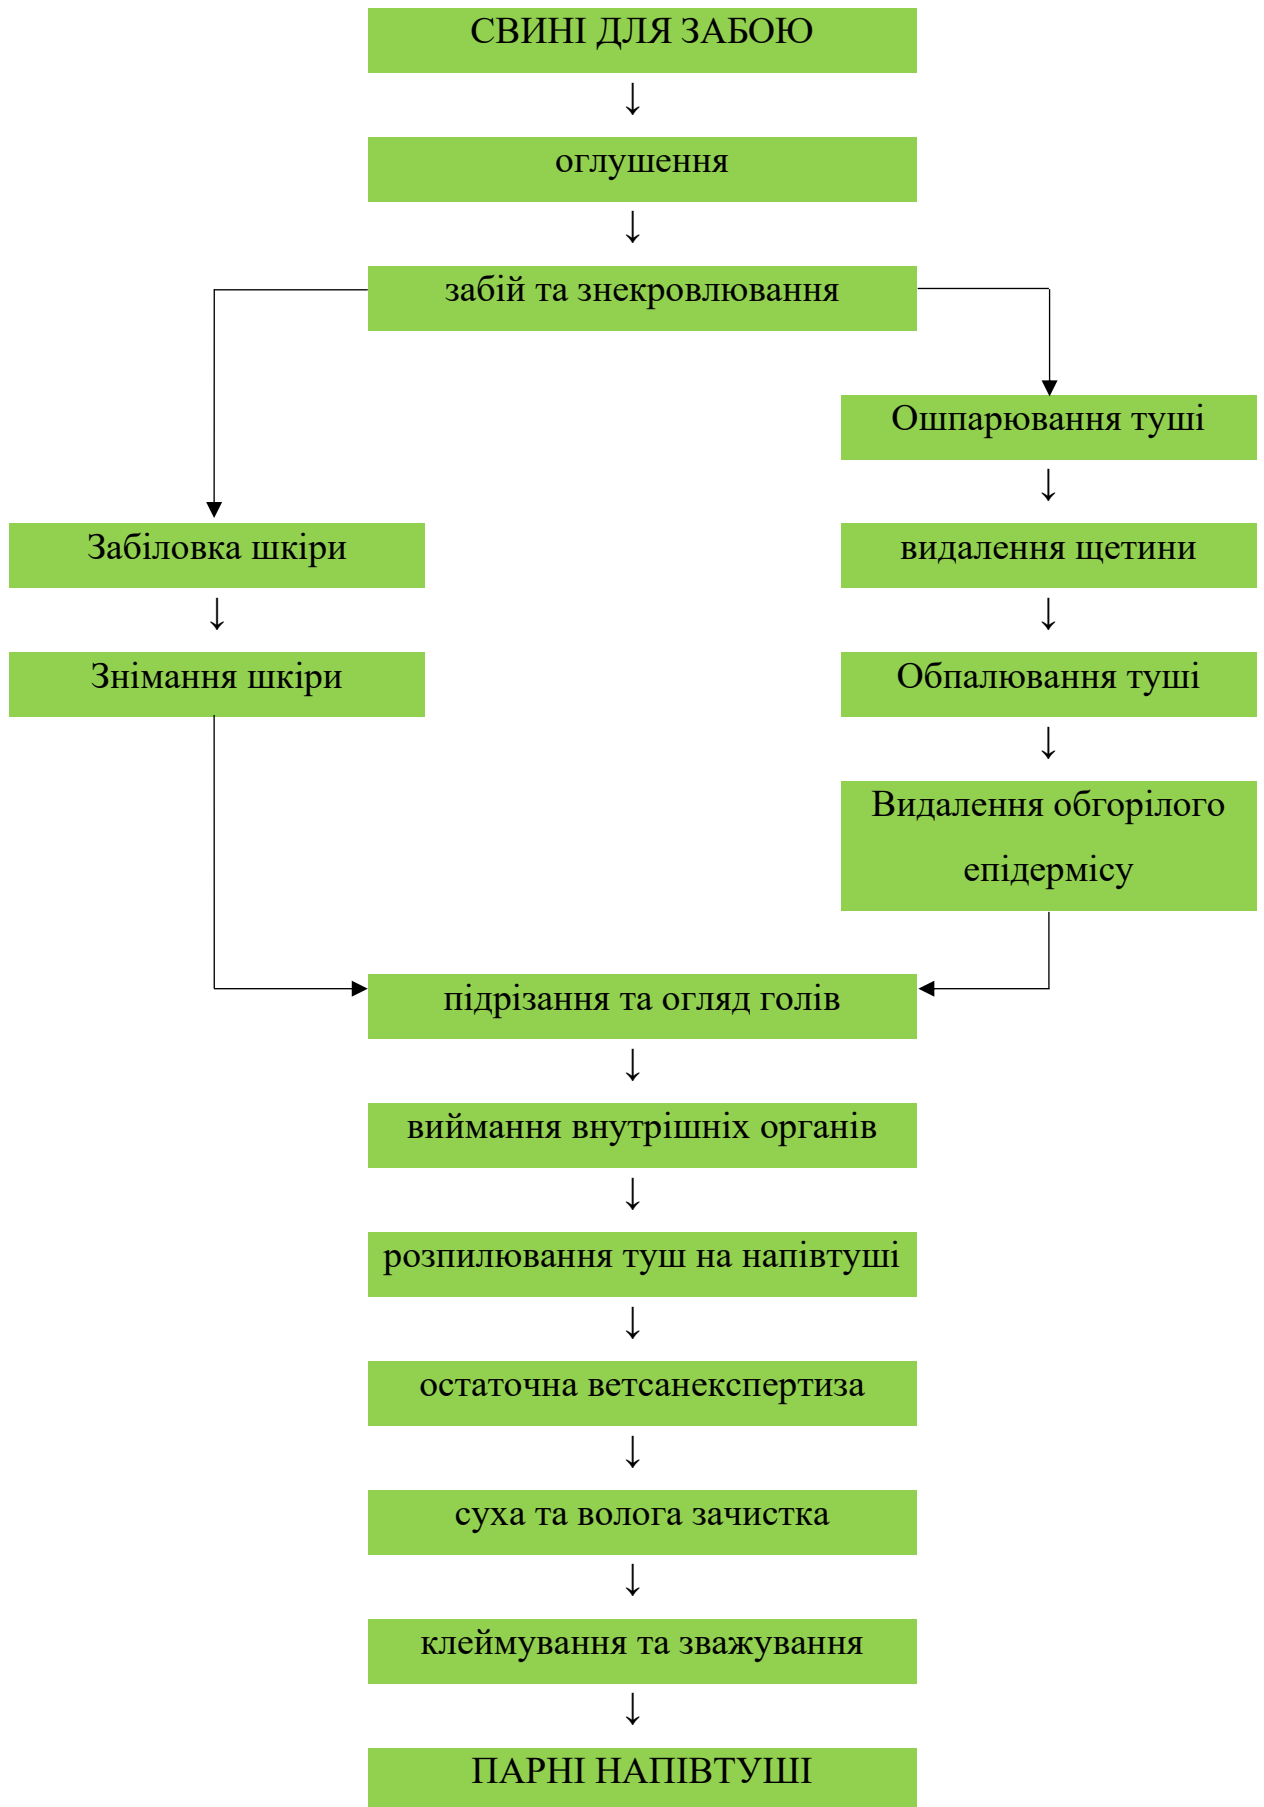 СВИНІ ДЛЯ ЗАБОЮ
↓
оглушення
↓
забій та знекровлювання
Ошпарювання туші
↓
Забіловка шкіри
видалення щетини
↓
↓
Знімання шкіри
Обпалювання туші
↓
Видалення обгорілого
епідермісу
підрізання та огляд голів
↓
виймання внутрішніх органів
↓
розпилювання туш на напівтуші
↓
остаточна ветсанекспертиза
↓
суха та волога зачистка
↓
клеймування та зважування
↓
ПАРНІ НАПІВТУШІ